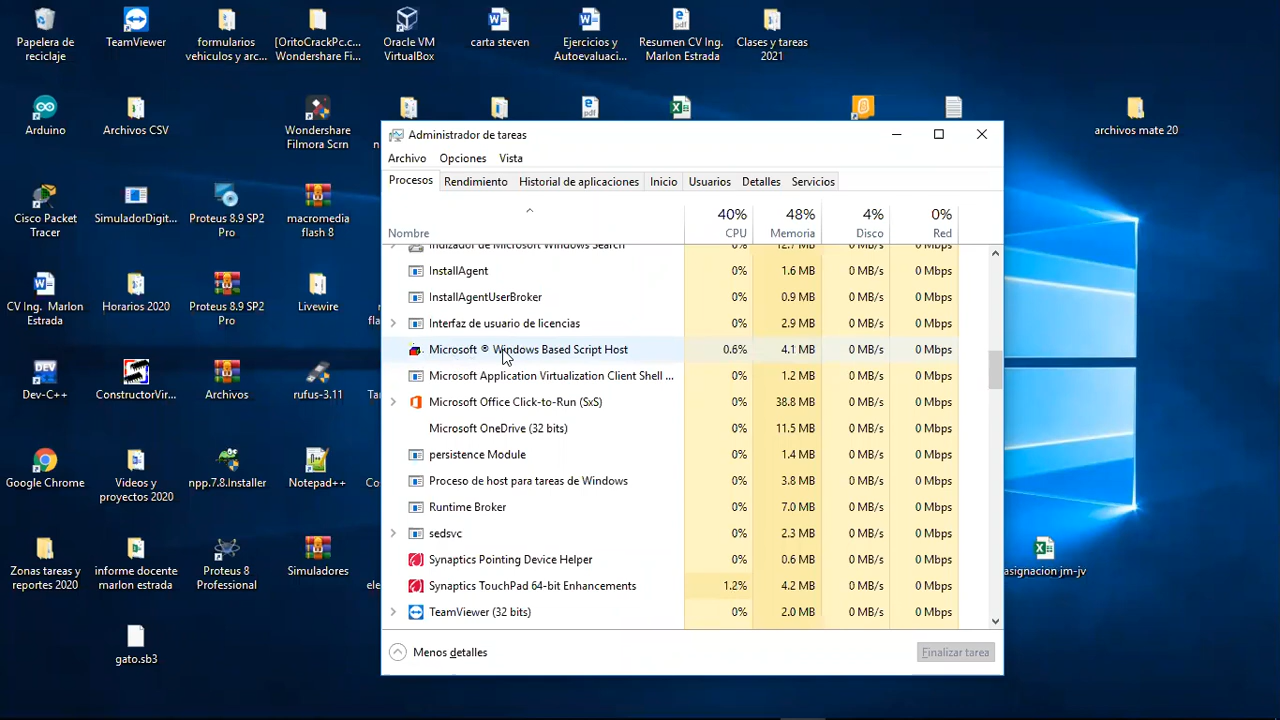 Papelera de
reciclaje
TeamViewer
formularios
vehiculos y arc...
[OritoCrackPc.c...
Wondershare Fi...
Oracle VM
VirtualBox
carta steven
Ejercicios y
Autoevaluaci...
Resumen CV Ing.
Marlon Estrada
Clases y tareas
2021
Arduino
Archivos CSV
Wondershare
Filmora Scrn
archivos mate 20
Cisco Packet
Tracer
SimuladorDigit...
Proteus 8.9 SP2
Pro
macromedia
flash 8
CV Ing. Marlon
Estrada
Horarios 2020
Proteus 8.9 SP2
Pro
Livewire
Dev-C++
ConstructorVir...
Archivos
rufus-3.11
Google Chrome
Videos y
proyectos 2020
npp.7.8.Installer
Notepad++
Zonas tareas y
reportes 2020
informe docente
marlon estrada
Proteus 8
Professional
Simuladores
asignacion jm-jv
gato.sb3
Administrador de tareas
Archivo Opciones Vista
Procesos Rendimiento Historial de aplicaciones Inicio Usuarios Detalles Servicios
40% 48% 4% 0%
Nombre CPU Memoria Disco Red
Indizador de Microsoft Windows Search 0% 12.7 MB 0 MB/s 0 Mbps
InstallAgent 0% 1.6 MB 0 MB/s 0 Mbps
InstallAgentUserBroker 0% 0.9 MB 0 MB/s 0 Mbps
Interfaz de usuario de licencias 0% 2.9 MB 0 MB/s 0 Mbps
Microsoft ® Windows Based Script Host 0.6% 4.1 MB 0 MB/s 0 Mbps
Microsoft Application Virtualization Client Shell ... 0% 1.2 MB 0 MB/s 0 Mbps
Microsoft Office Click-to-Run (SxS) 0% 38.8 MB 0 MB/s 0 Mbps
Microsoft OneDrive (32 bits) 0% 11.5 MB 0 MB/s 0 Mbps
persistence Module 0% 1.4 MB 0 MB/s 0 Mbps
Proceso de host para tareas de Windows 0% 3.8 MB 0 MB/s 0 Mbps
Runtime Broker 0% 7.0 MB 0 MB/s 0 Mbps
sedsvc 0% 2.3 MB 0 MB/s 0 Mbps
Synaptics Pointing Device Helper 0% 0.6 MB 0 MB/s 0 Mbps
Synaptics TouchPad 64-bit Enhancements 1.2% 4.2 MB 0 MB/s 0 Mbps
TeamViewer (32 bits) 0% 2.0 MB 0 MB/s 0 Mbps
Menos detalles
Finalizar tarea